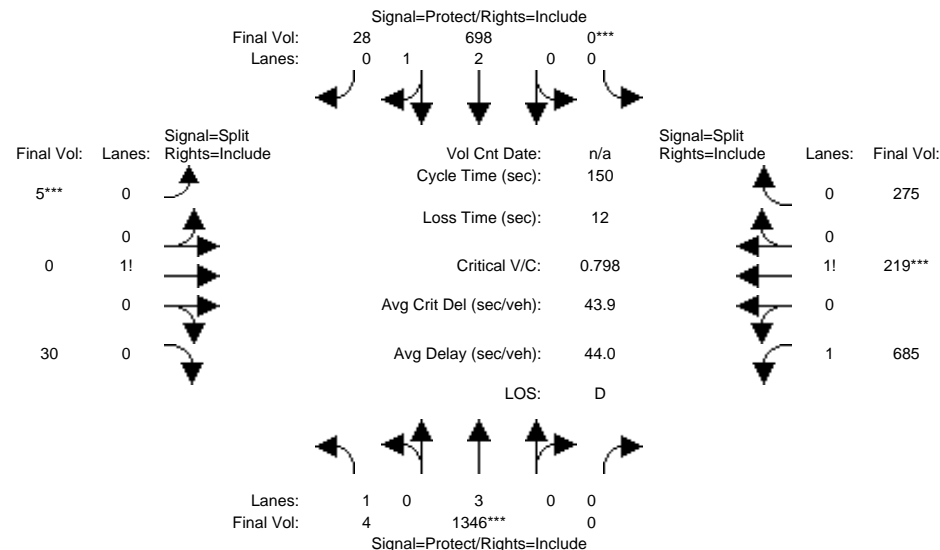 Signal=Protect/Rights=Include
Final Vol: 28 698 0***
Lanes: 0 1 2 0 0
Signal=Split Signal=Split
Final Vol: Lanes: Rights=Include Vol Cnt Date: n/a Rights=Include Lanes: Final Vol:
Cycle Time (sec): 150
5*** 0 0 275
Loss Time (sec): 12
0 0
0 1! Critical V/C: 0.798 1! 219***
0 Avg Crit Del (sec/veh): 43.9 0
30 0 Avg Delay (sec/veh): 44.0 1 685
LOS: D
Lanes: 1 0 3 0 0
Final Vol: 4 1346*** 0
Signal=Protect/Rights=Include